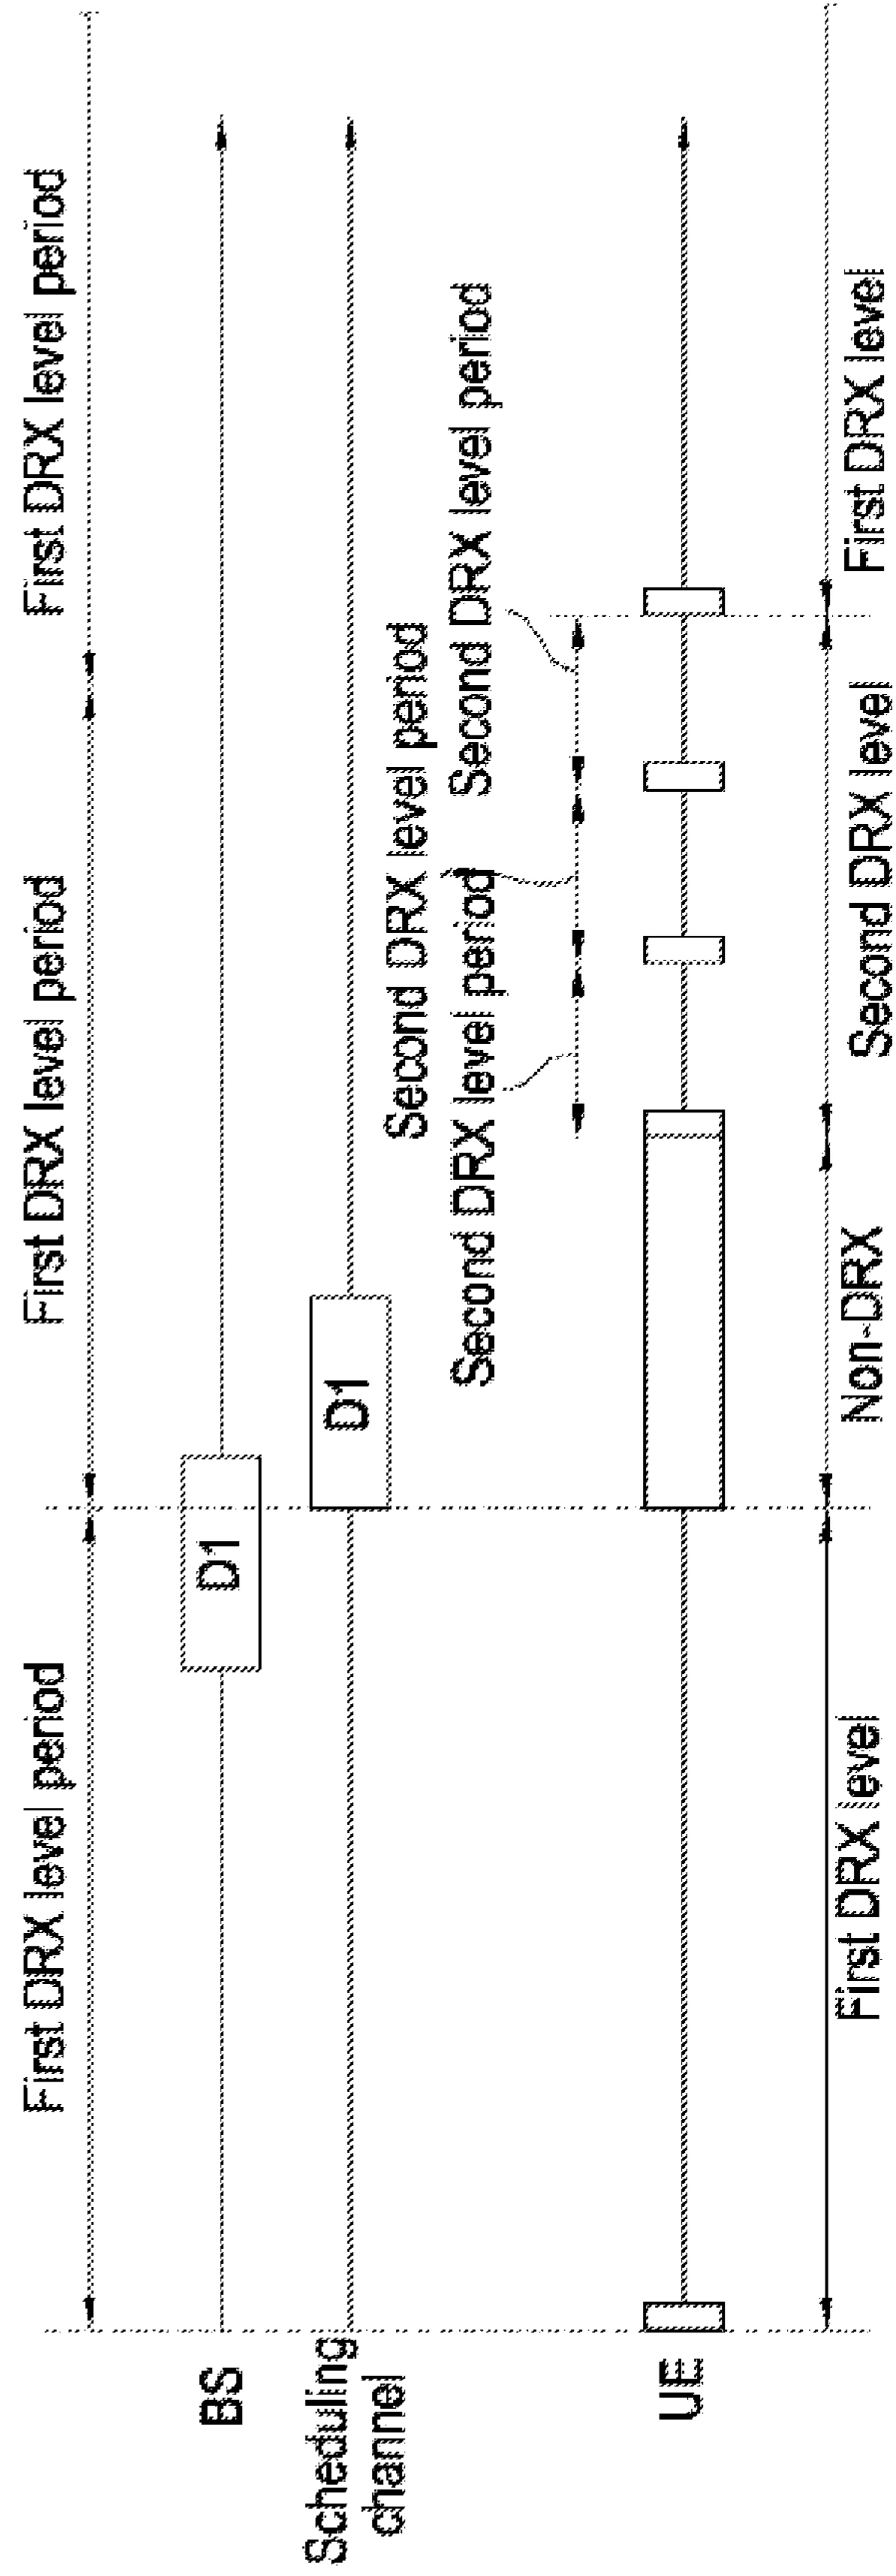 First DRX level period
First DRX level period
First DRX level period
BS
D1
Scheduling
channel
D1
Second DRX level period
Second DRX level period
Second DRX level period
UE
First DRX level
Non-DRX
Second DRX level
First DRX level